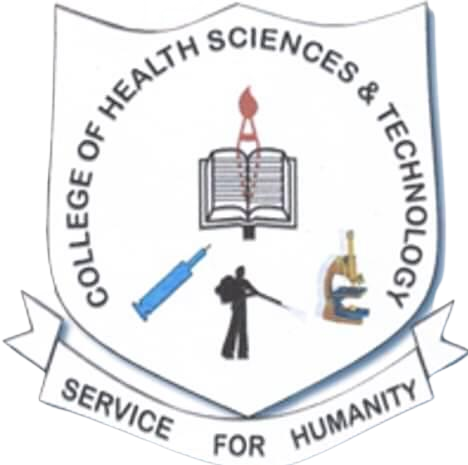 COLLEGE OF HEALTH SCIENCES & TECHNOLOGY
SERVICE FOR HUMANITY